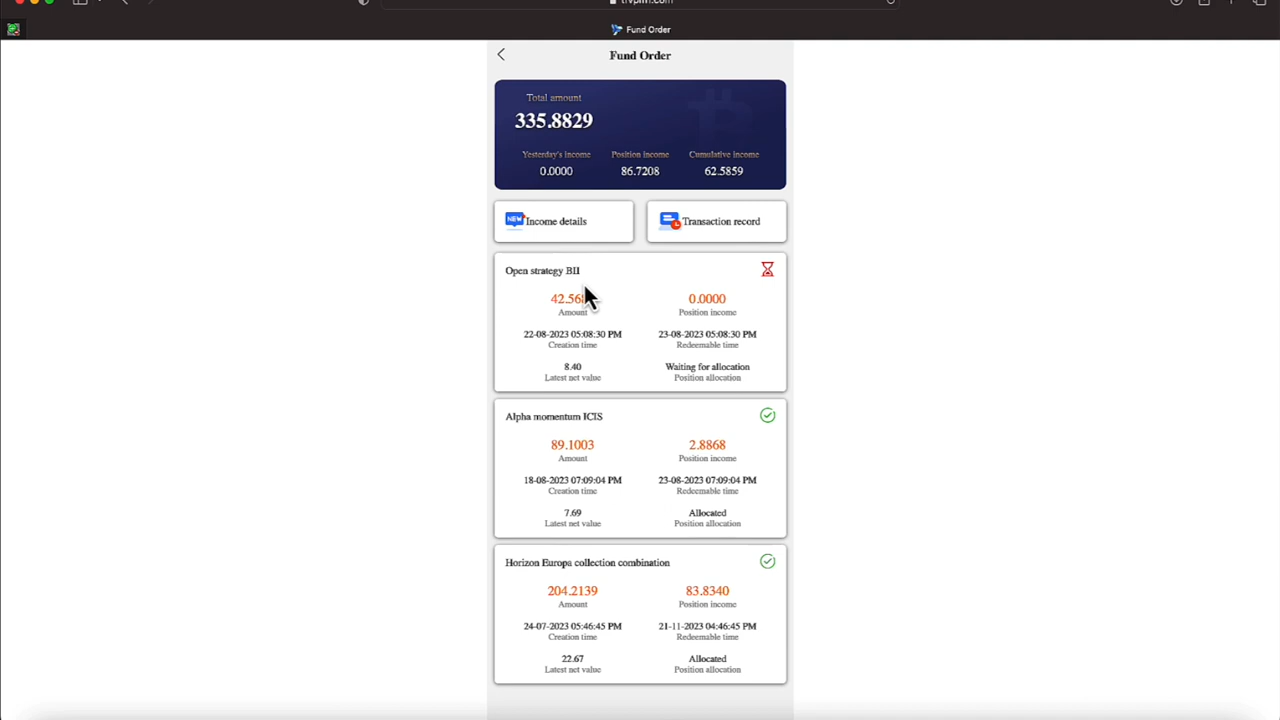 Fund Order
Fund Order
Total amount
335.8829
Yesterday's income Position income Cumulative income
0.0000 86.7208 62.5859
NEW Income details Transaction record
Open strategy BII
0.0000
Amount Position income
22-08-2023 05:08:30 PM 23-08-2023 05:08:30 PM
Creation time Redeemable time
8.40 Waiting for allocation
Latest net value Position allocation
Alpha momentum ICIS
89.1003 2.8868
Amount Position income
18-08-2023 07:09:04 PM 23-08-2023 07:09:04 PM
Creation time Redeemable time
7.69 Allocated
Latest net value Position allocation
Horizon Europa collection combination
204.2139 83.8340
Amount Position income
24-07-2023 05:46:45 PM 21-11-2023 04:46:45 PM
Creation time Redeemable time
22.67 Allocated
Latest net value Position allocation